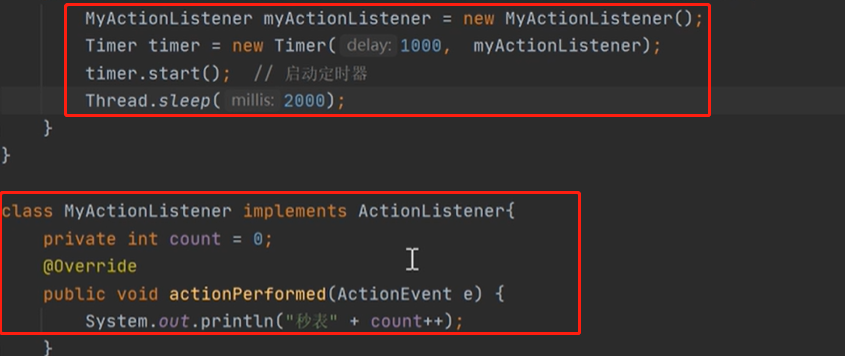 MyActionListener myActionListener = new MyActionListener();
Timer timer = new Timer( delay: 1000, myActionListener);
timer.start(); // 启动定时器
Thread.sleep( millis: 2000);
}
}
class MyActionListener implements ActionListener{
private int count = 0;
@Override
public void actionPerformed(ActionEvent e) {
System.out.println("秒表" + count++);
}